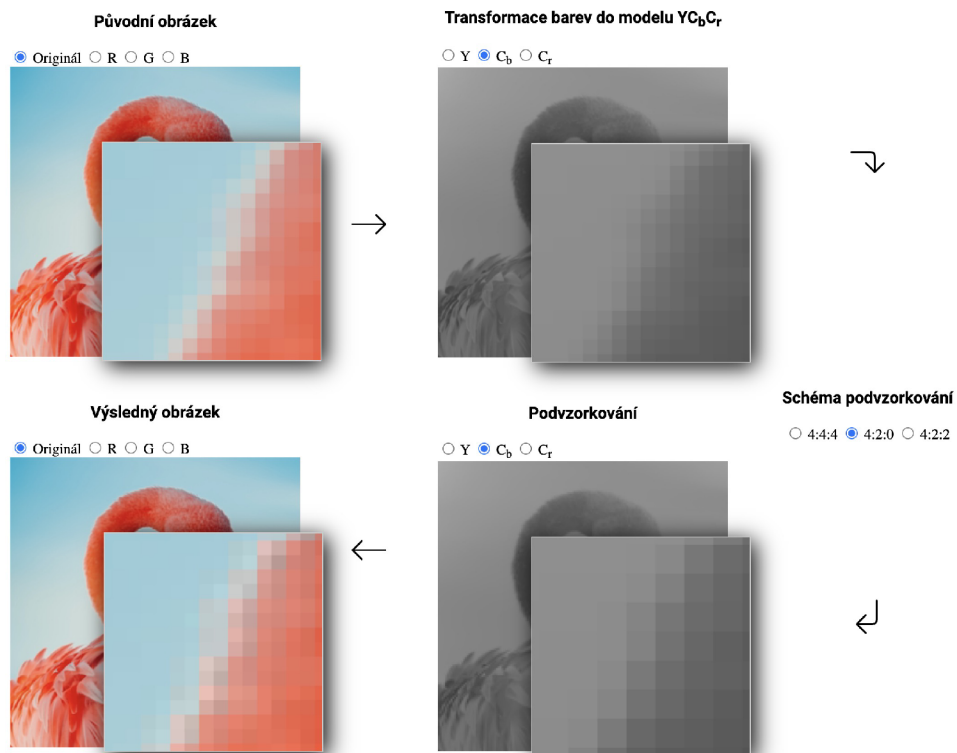 Původní obrázek
Originál R G B
Transformace barev do modelu YCbCr
Y Cb Cr
Výsledný obrázek
Originál R G B
Podvzorkování
Y Cb Cr
Schéma podvzorkování
4:4:4 4:2:0 4:2:2